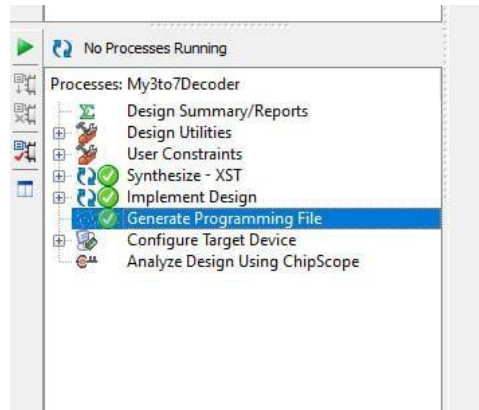 No Processes Running
Processes: My3to7Decoder
Design Summary/Reports
Design Utilities
User Constraints
Synthesize - XST
Implement Design
Generate Programming File
Configure Target Device
Analyze Design Using ChipScope